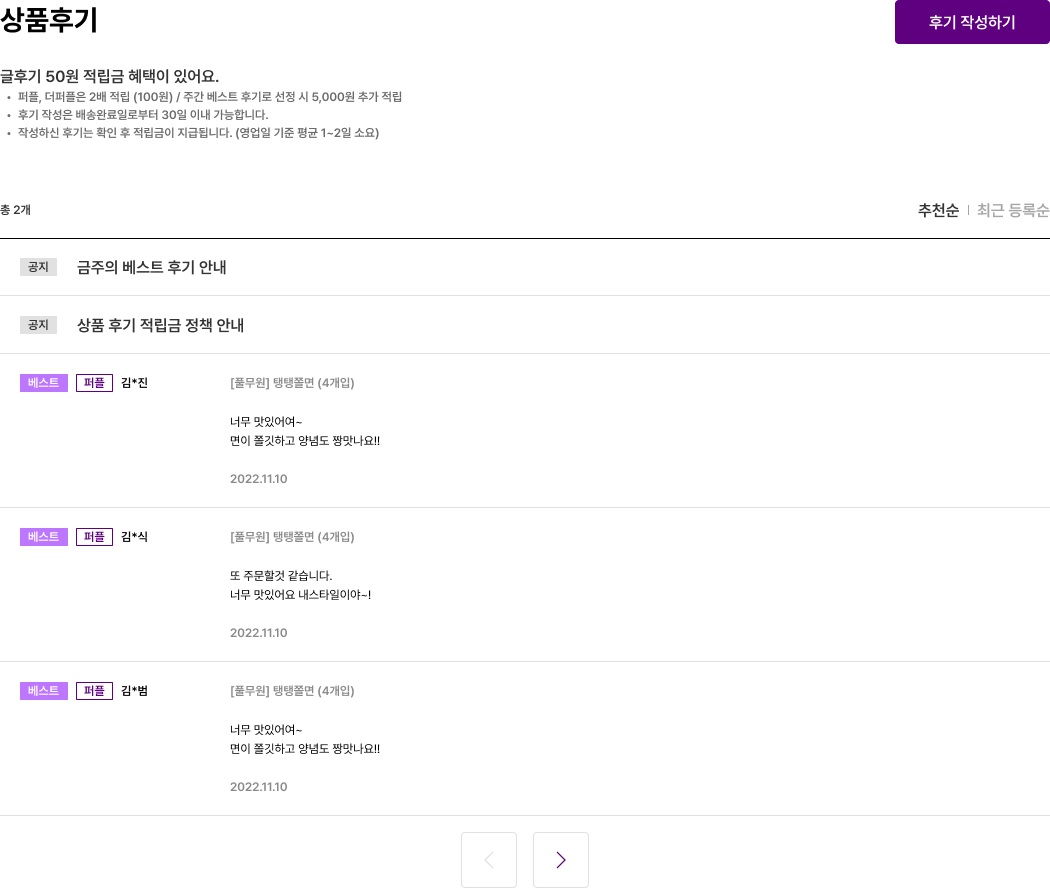 상품후기
후기 작성하기
글후기 50원 적립금 혜택이 있어요.
• 퍼플, 더퍼플은 2배 적립 (100원) / 주간 베스트 후기로 선정 시 5,000원 추가 적립
• 후기 작성은 배송완료일로부터 30일 이내 가능합니다.
• 작성하신 후기는 확인 후 적립금이 지급됩니다. (영업일 기준 평균 1~2일 소요)
총 2개
추천순 | 최근 등록순
공지 금주의 베스트 후기 안내
공지 상품 후기 적립금 정책 안내
베스트 퍼플 김*진 [풀무원] 탱탱쫄면 (4개입)
너무 맛있어여~
면이 쫄깃하고 양념도 짱맛나요!!
2022.11.10
베스트 퍼플 김*식 [풀무원] 탱탱쫄면 (4개입)
또 주문할것 같습니다.
너무 맛있어요 내스타일이야~!
2022.11.10
베스트 퍼플 김*범 [풀무원] 탱탱쫄면 (4개입)
너무 맛있어여~
면이 쫄깃하고 양념도 짱맛나요!!
2022.11.10